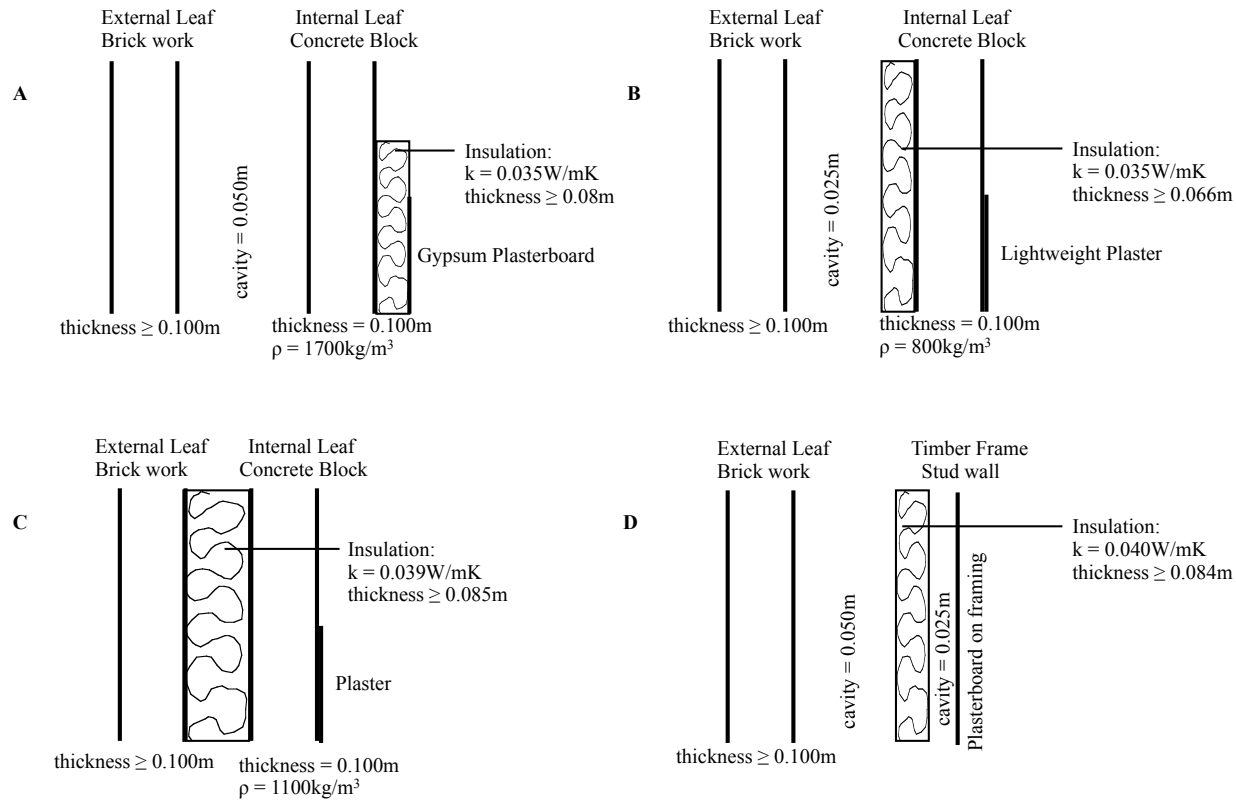 A
External Leaf
Brick work
Internal Leaf
Concrete Block
Insulation:
k = 0.035W/mK
thickness ≥ 0.08m
cavity = 0.050m
Gypsum Plasterboard
thickness ≥ 0.100m
thickness = 0.100m
ρ = 1700kg/m³
B
External Leaf
Brick work
Internal Leaf
Concrete Block
Insulation:
k = 0.035W/mK
thickness ≥ 0.066m
cavity = 0.025m
Lightweight Plaster
thickness ≥ 0.100m
thickness = 0.100m
ρ = 800kg/m³
C
External Leaf
Brick work
Internal Leaf
Concrete Block
Insulation:
k = 0.039W/mK
thickness ≥ 0.085m
Plaster
thickness ≥ 0.100m
thickness = 0.100m
ρ = 1100kg/m³
D
External Leaf
Brick work
Timber Frame
Stud wall
Insulation:
k = 0.040W/mK
thickness ≥ 0.084m
cavity = 0.050m
cavity = 0.025m
Plasterboard on framing
thickness ≥ 0.100m